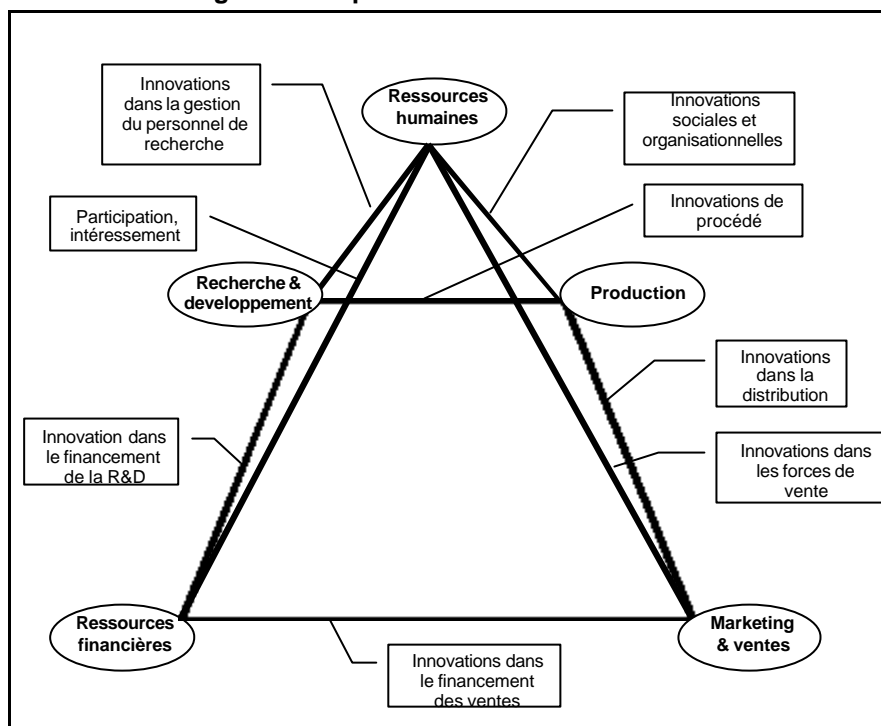 Innovations
dans la gestion
du personnel de
recherche
Ressources
humaines
Innovations
sociales et
organisationnelles
Participation,
intéressement
Innovations de
procédé
Recherche &
developpement
Production
Innovations
dans la
distribution
Innovation dans
le financement
de la R&D
Innovations dans
les forces de
vente
Ressources
financières
Marketing
& ventes
Innovations dans
le financement
des ventes